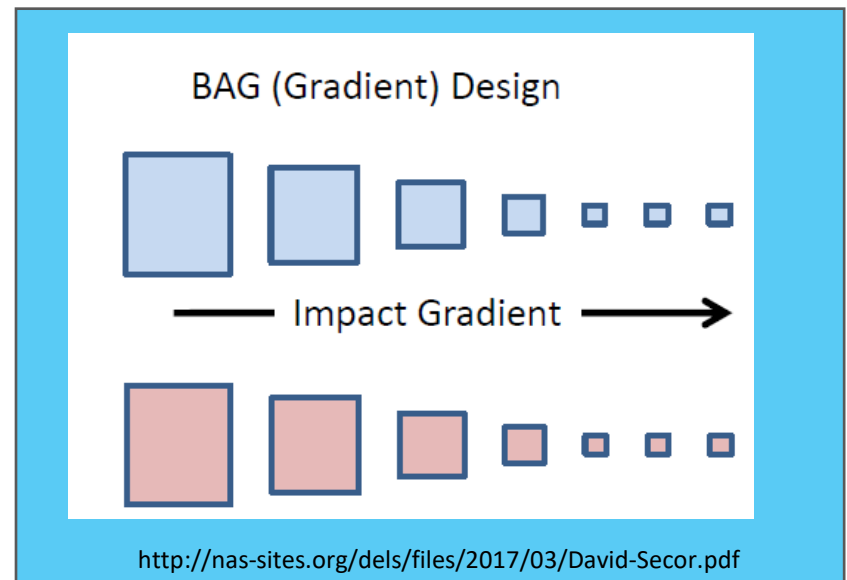 BAG (Gradient) Design
Impact Gradient
http://nas-sites.org/dels/files/2017/03/David-Secor.pdf